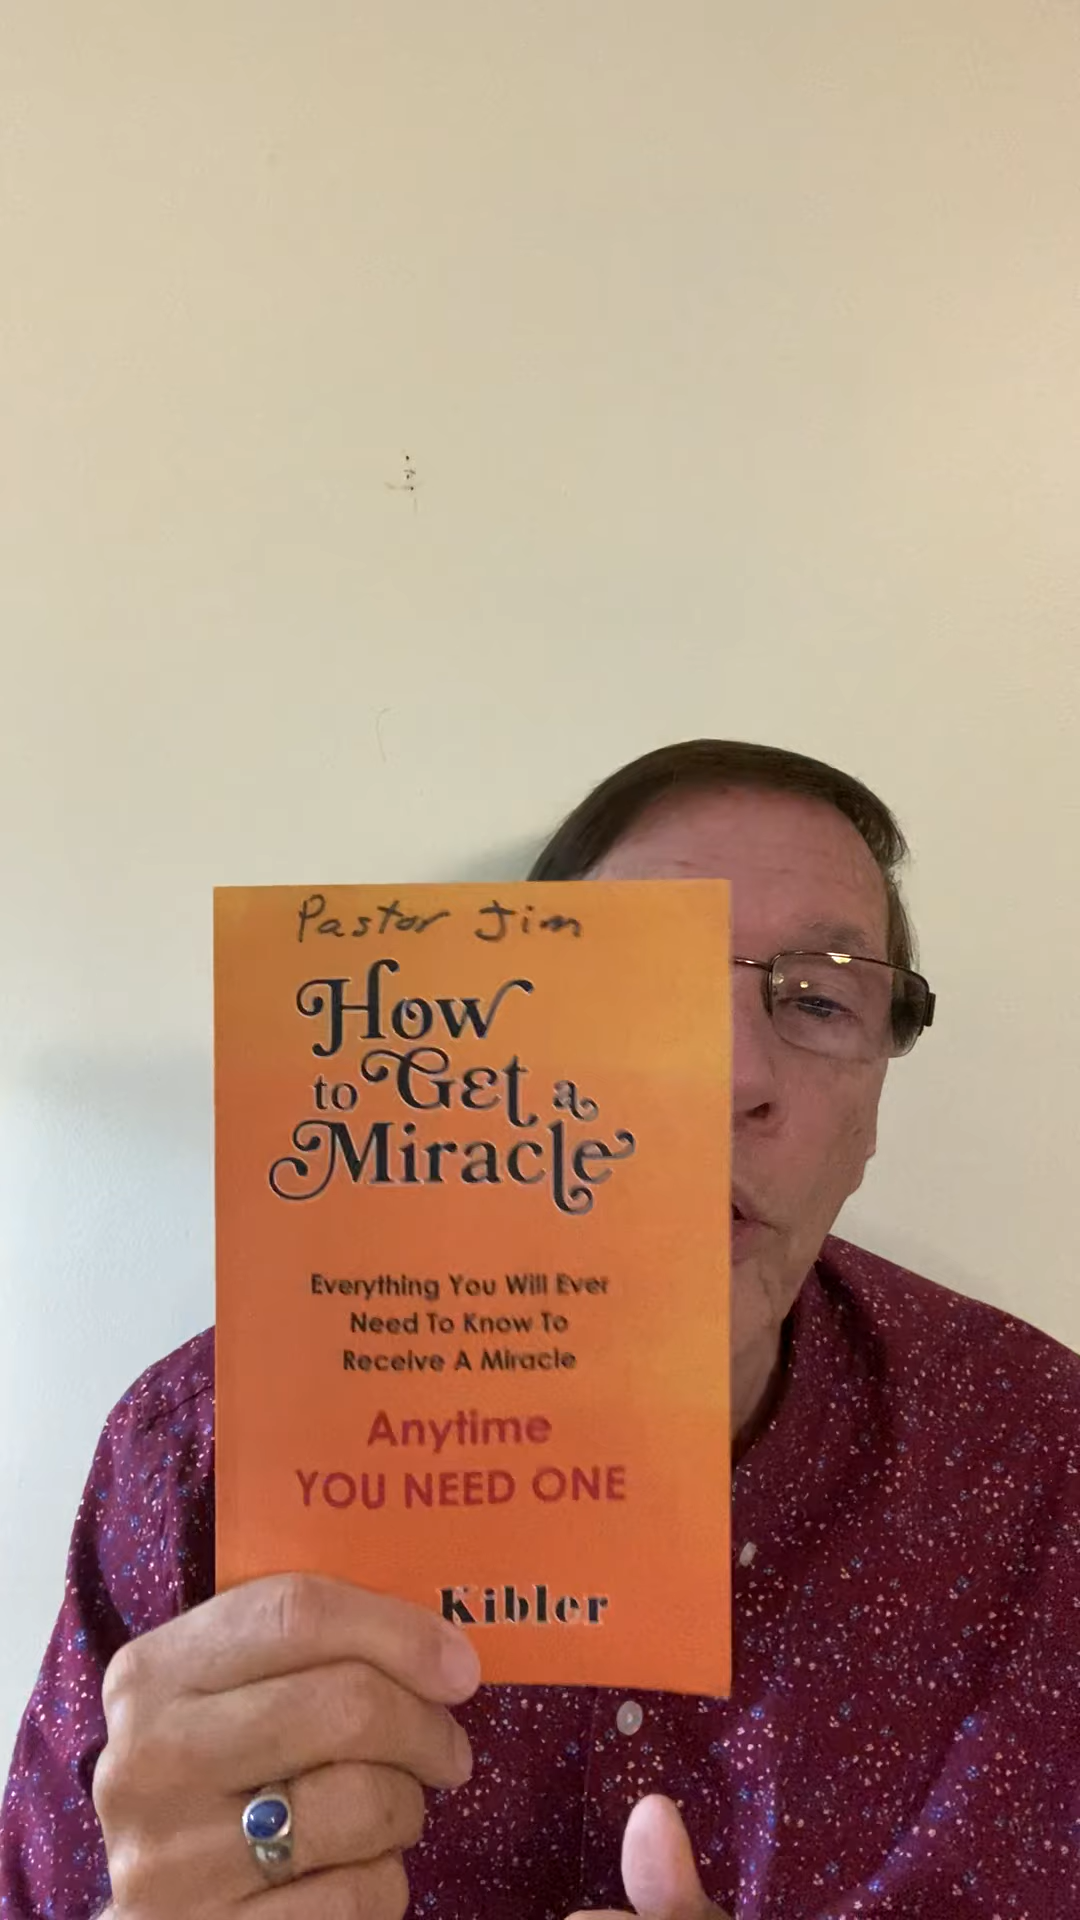 Pastor Jim
How
to Get a
Miracle
Everything You Will Ever
Need To Know To
Receive A Miracle
Anytime
YOU NEED ONE
Kibler